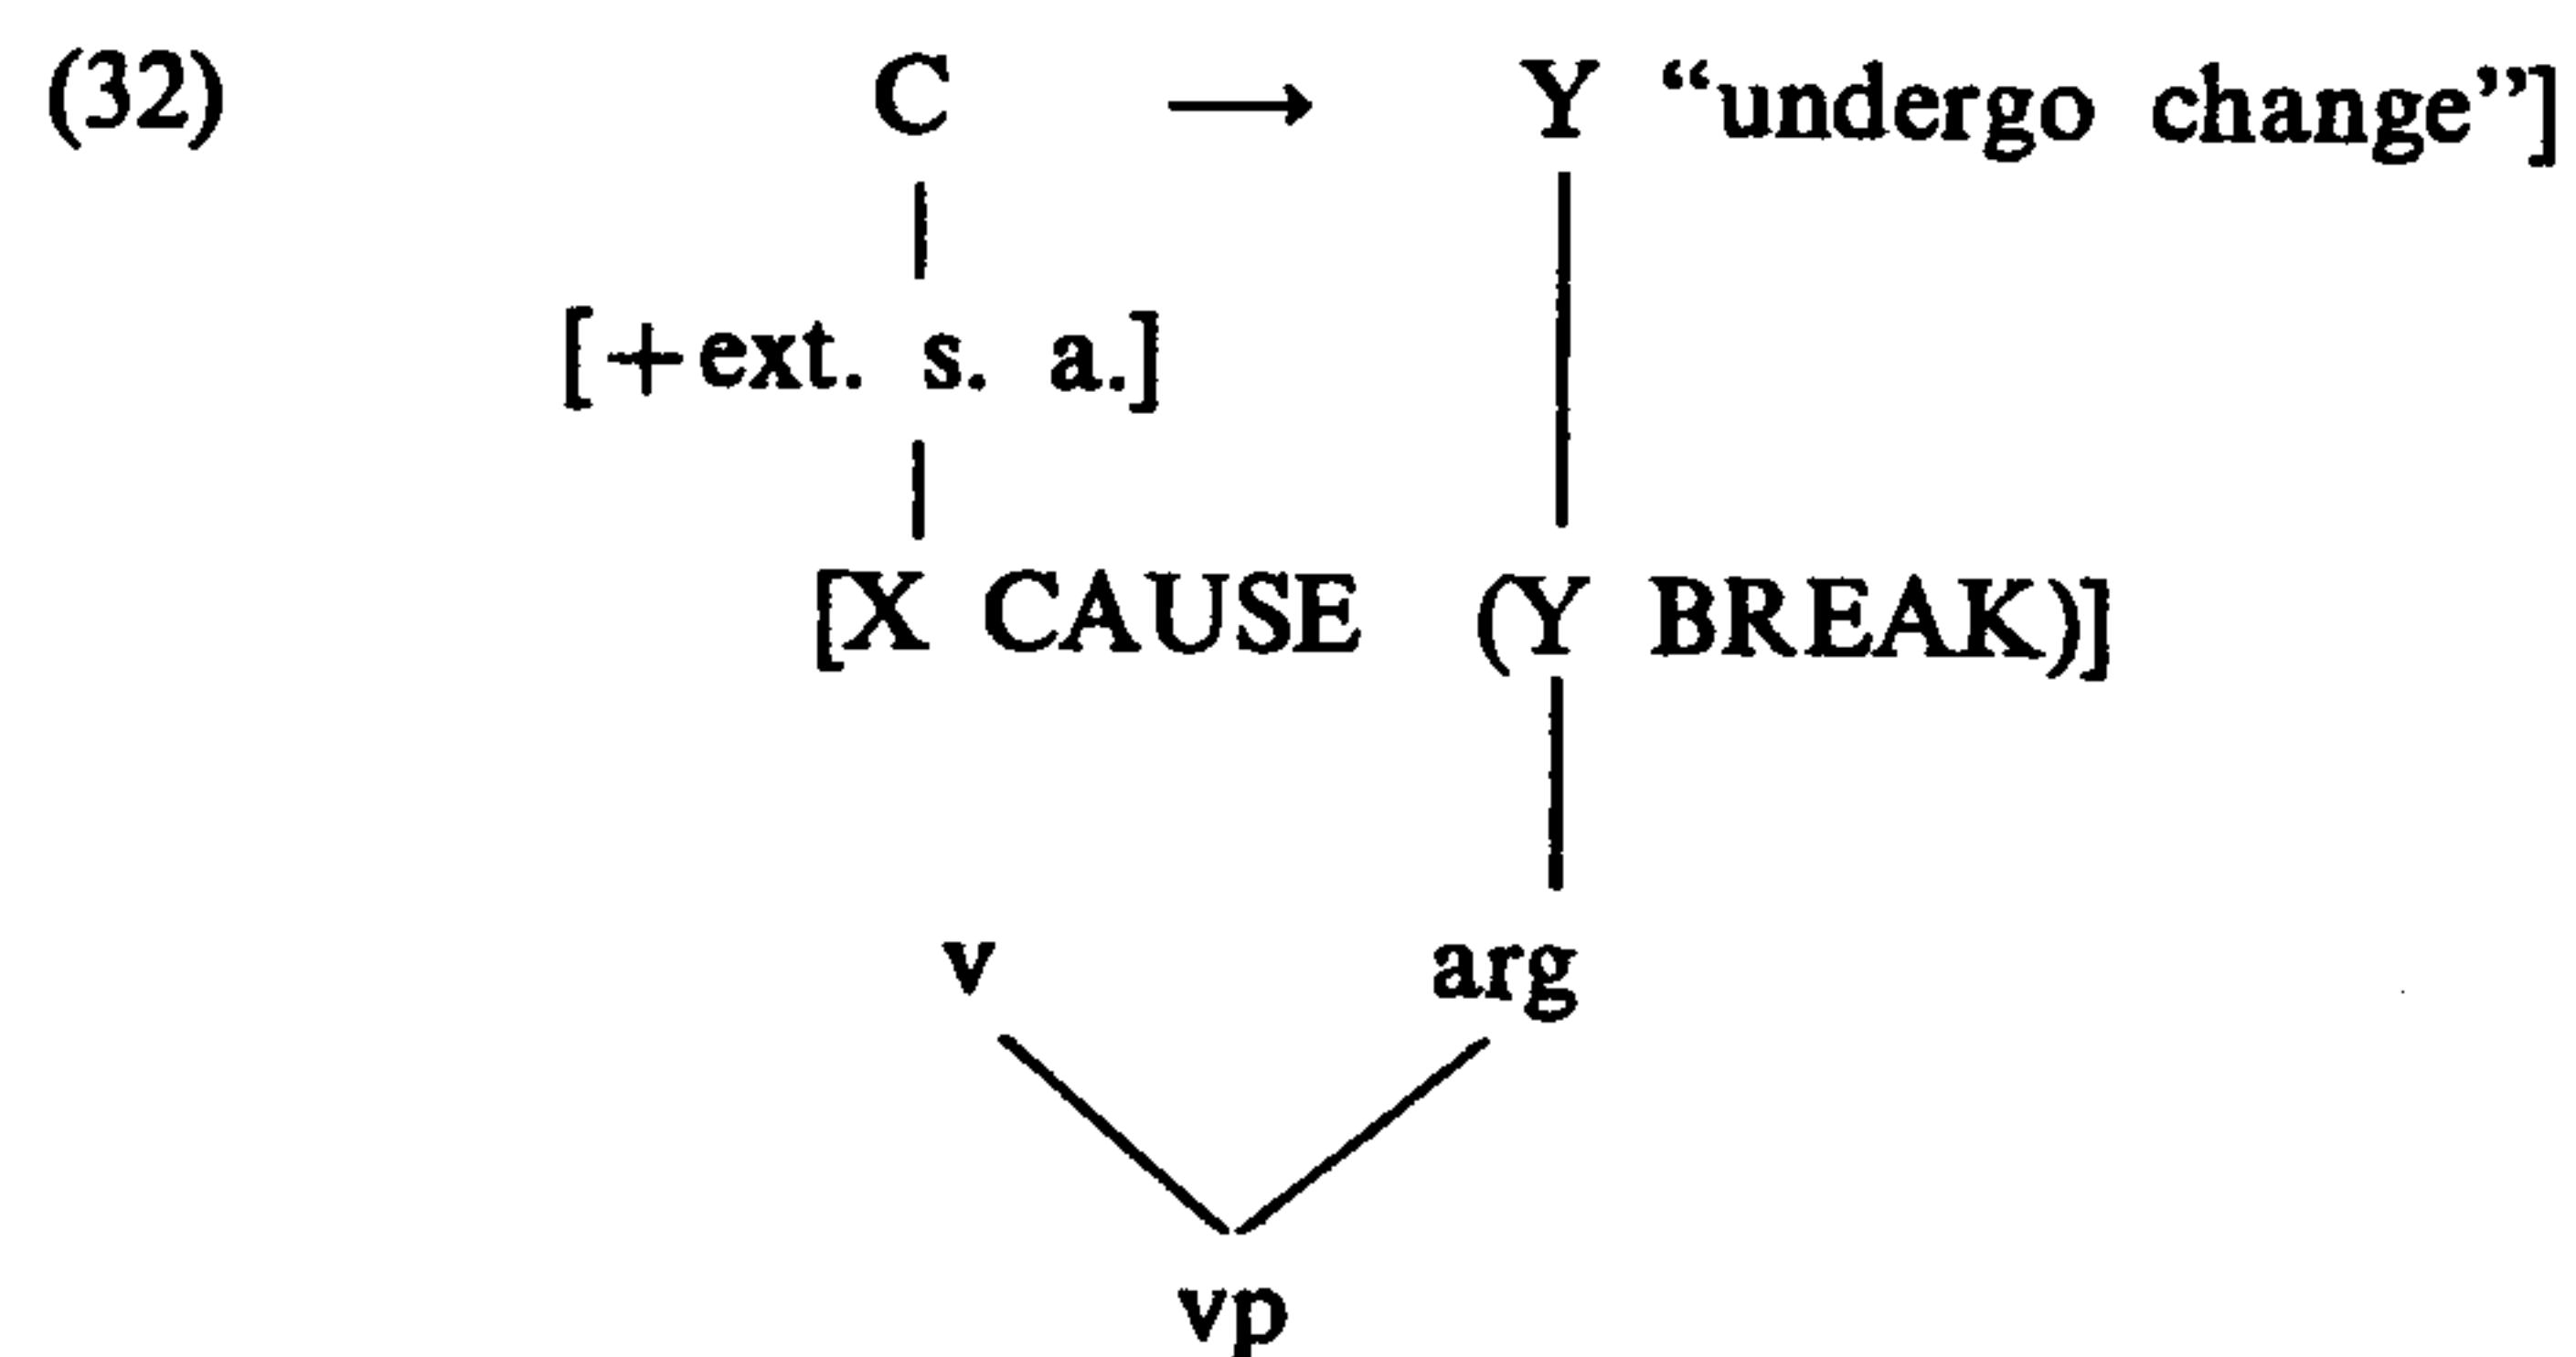 (32) C → Y “undergo change”]
[+ext. s. a.]
[X CAUSE (Y BREAK)]
v arg
vp